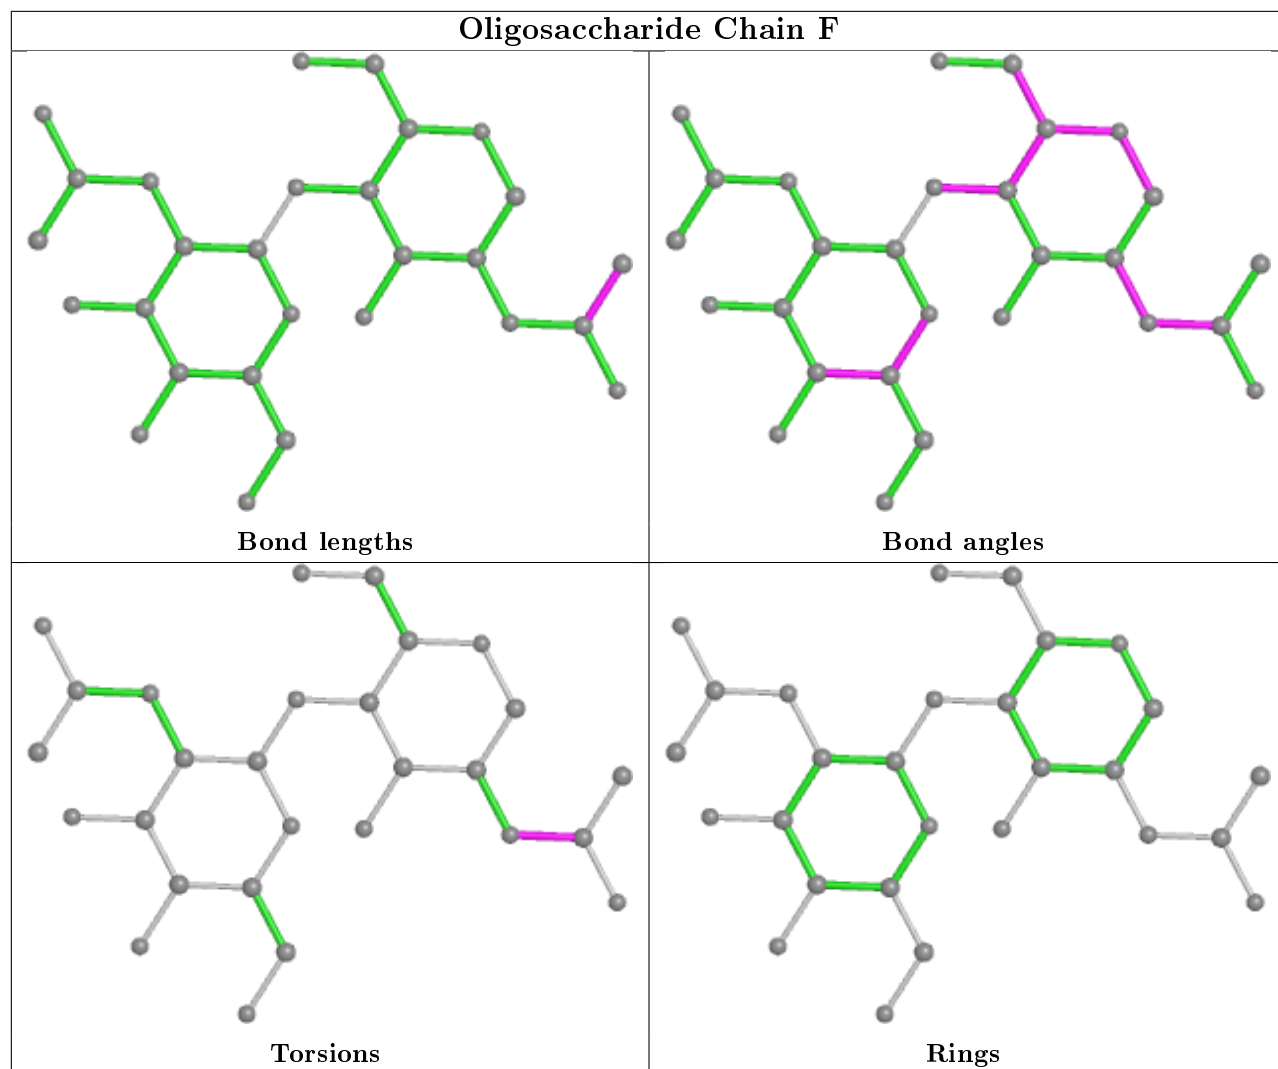 Oligosaccharide Chain F
Bond lengths
Bond angles
Torsions
Rings